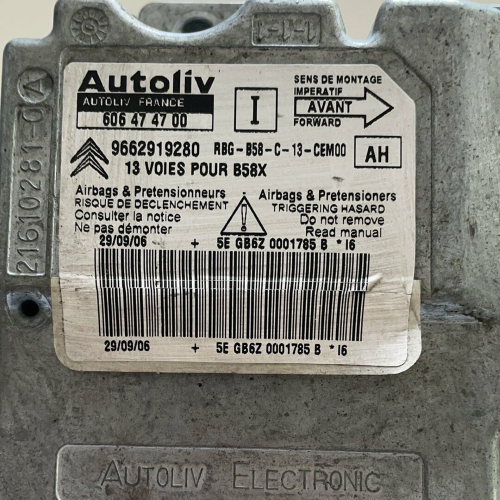 1-1-1
21610281-0 A
Autoliv
AUTOLIV FRANCE
606 47 47 00
I
SENS DE MONTAGE
IMPERATIF
AVANT
FORWARD
9662919280 RBG-B58-C-13-CEM00
13 VOIES POUR B58X
AH
Airbags & Pretensionneurs
RISQUE DE DECLENCHEMENT
Consulter la notice
Ne pas démonter
Airbags & Pretensioners
TRIGGERING HASARD
Do not remove
Read manual
29/09/06 + 5E GB6Z 0001785 B * 16
29/09/06 + 5E GB6Z 0001785 B * 16
AUTOLIV ELECTRONIC